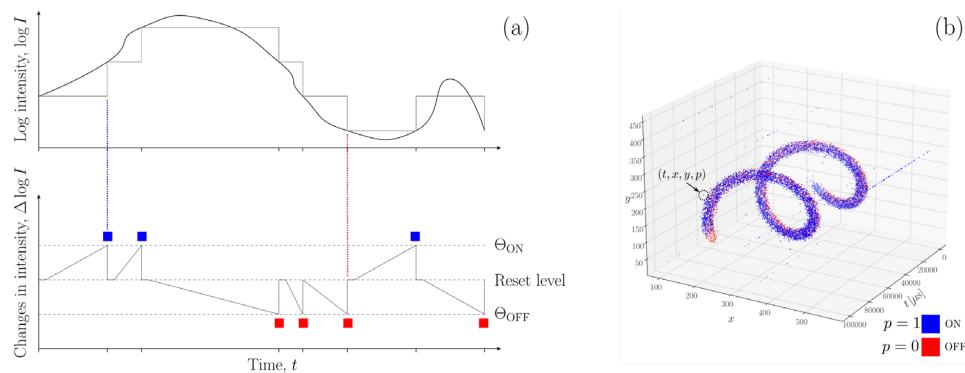 (a)
Log intensity, log I
Changes in intensity, Δ log I
Θ_ON
Reset level
Θ_OFF
Time, t
(b)
450
400
350
300
250
200
150
100
50
y
(t, x, y, p)
100
200
300
400
500
x
0
20000
40000
60000
80000
100000
t [μs]
p = 1 ON
p = 0 OFF